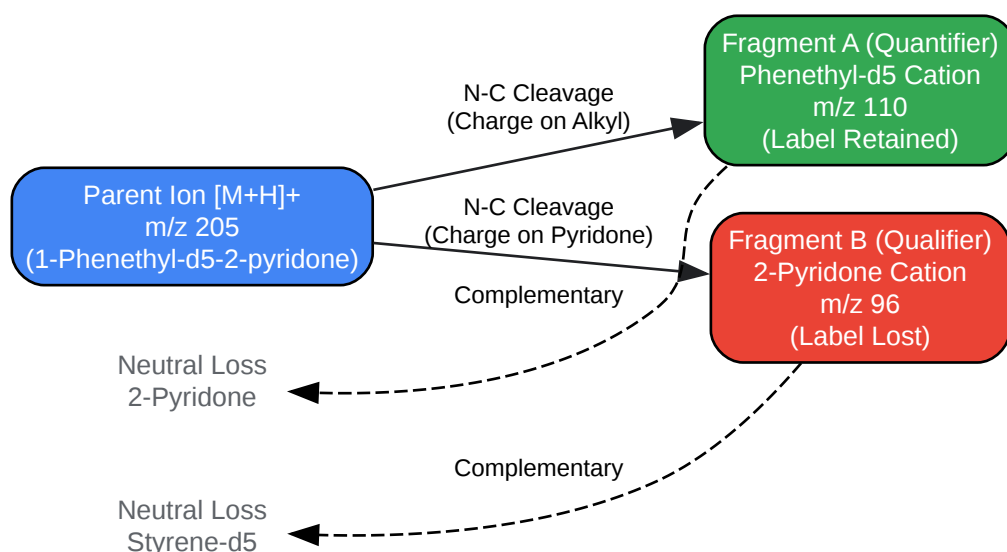 Fragment A (Quantifier)
Phenethyl-d5 Cation
m/z 110
(Label Retained)
N-C Cleavage
(Charge on Alkyl)
Parent Ion [M+H]+
m/z 205
(1-Phenethyl-d5-2-pyridone)
N-C Cleavage
(Charge on Pyridone)
Fragment B (Qualifier)
2-Pyridone Cation
m/z 96
(Label Lost)
Complementary
Neutral Loss
2-Pyridone
Complementary
Neutral Loss
Styrene-d5